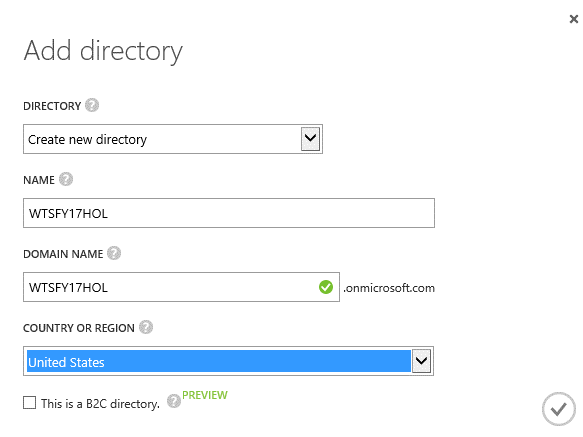 Add directory
DIRECTORY ?
Create new directory
NAME ?
WTSFY17HOL
DOMAIN NAME ?
WTSFY17HOL .onmicrosoft.com
COUNTRY OR REGION ?
United States
This is a B2C directory. ? PREVIEW